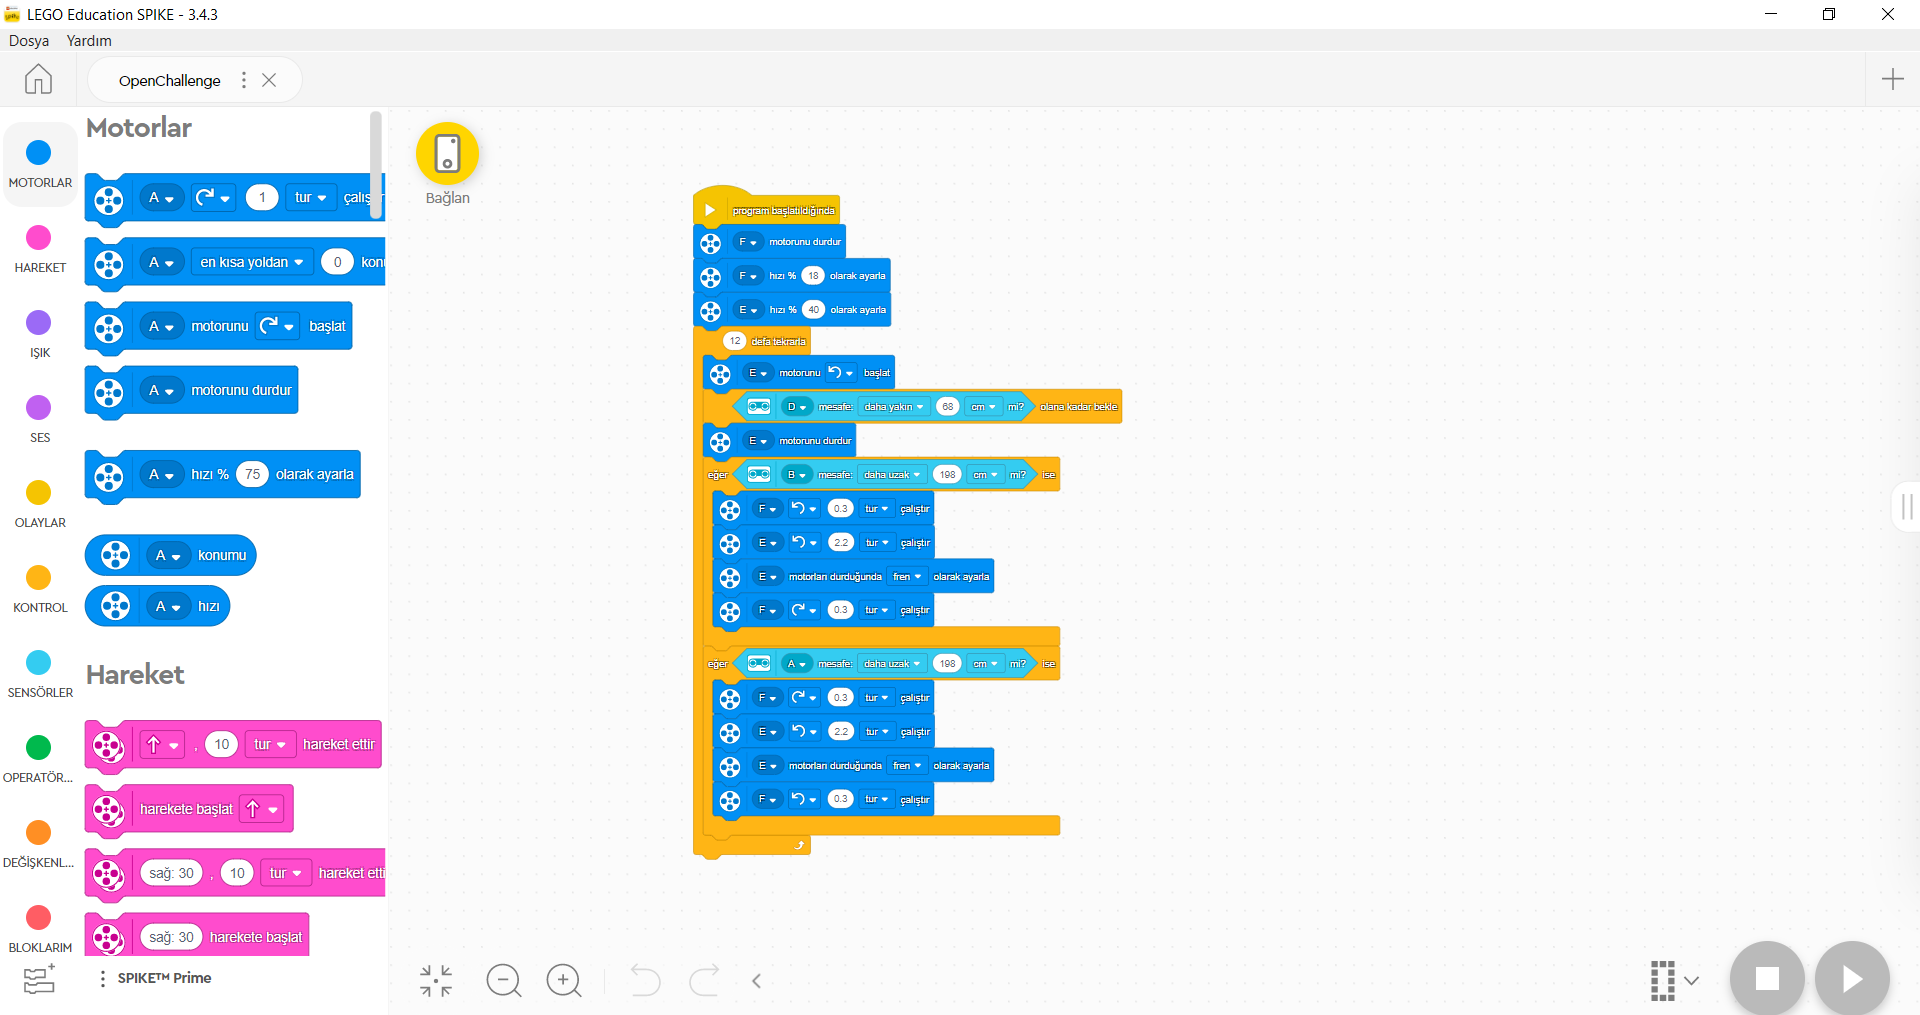 LEGO Education SPIKE - 3.4.3
Dosya Yardım
OpenChallenge
MOTORLAR
HAREKET
IŞIK
SES
OLAYLAR
KONTROL
SENSÖRLER
OPERATÖR...
DEĞİŞKENL...
BLOKLARIM
Motorlar
A 1 tur çalış
A en kısa yoldan 0 konu
A motorunu başlat
A motorunu durdur
A hızı % 75 olarak ayarla
A konumu
A hızı
Hareket
, 10 tur hareket ettir
harekete başlat
sağ: 30 , 10 tur hareket etti
sağ: 30 harekete başlat
SPIKE™ Prime
Bağlan
program başlatıldığında
F motorunu durdur
F hızı % 18 olarak ayarla
E hızı % 40 olarak ayarla
12 defa tekrarla
E motorunu başlat
D mesafe: daha yakın 68 cm mi? olana kadar bekle
E motorunu durdur
eğer B mesafe: daha uzak 198 cm mi? ise
F 0.3 tur çalıştır
E 2.2 tur çalıştır
E motorları durduğunda fren olarak ayarla
F 0.3 tur çalıştır
eğer A mesafe: daha uzak 198 cm mi? ise
F 0.3 tur çalıştır
E 2.2 tur çalıştır
E motorları durduğunda fren olarak ayarla
F 0.3 tur çalıştır